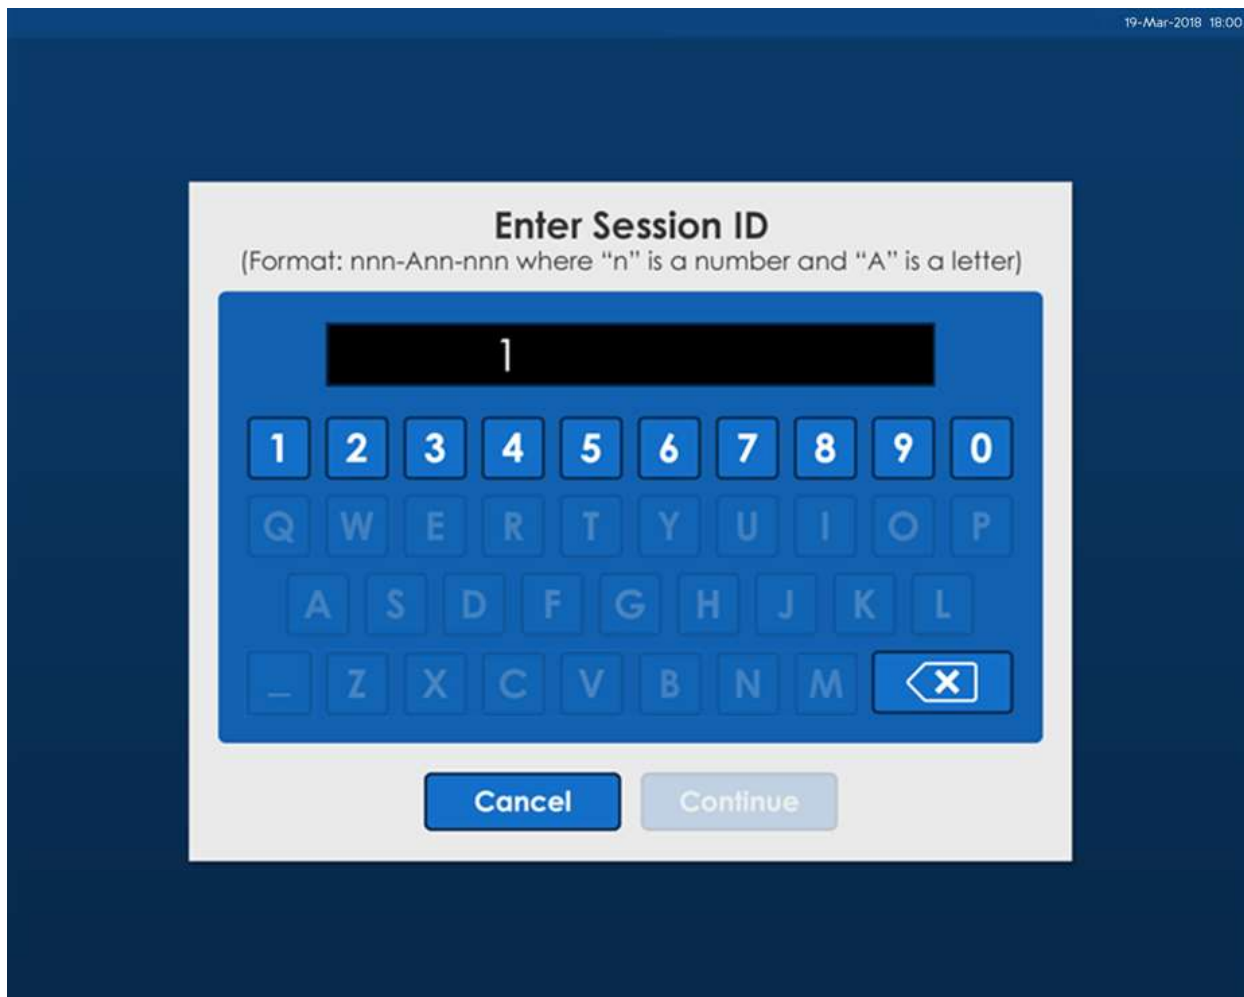 19-Mar-2018 18:00
Enter Session ID
(Format: nnn-Ann-nnn where “n” is a number and “A” is a letter)
1
1 2 3 4 5 6 7 8 9 0
Q W E R T Y U I O P
A S D F G H J K L
_ Z X C V B N M
Cancel Continue